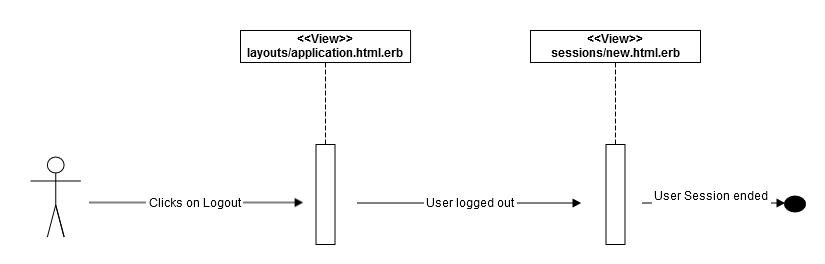 <<View>>
layouts/application.html.erb
<<View>>
sessions/new.html.erb
Clicks on Logout
User logged out
User Session ended